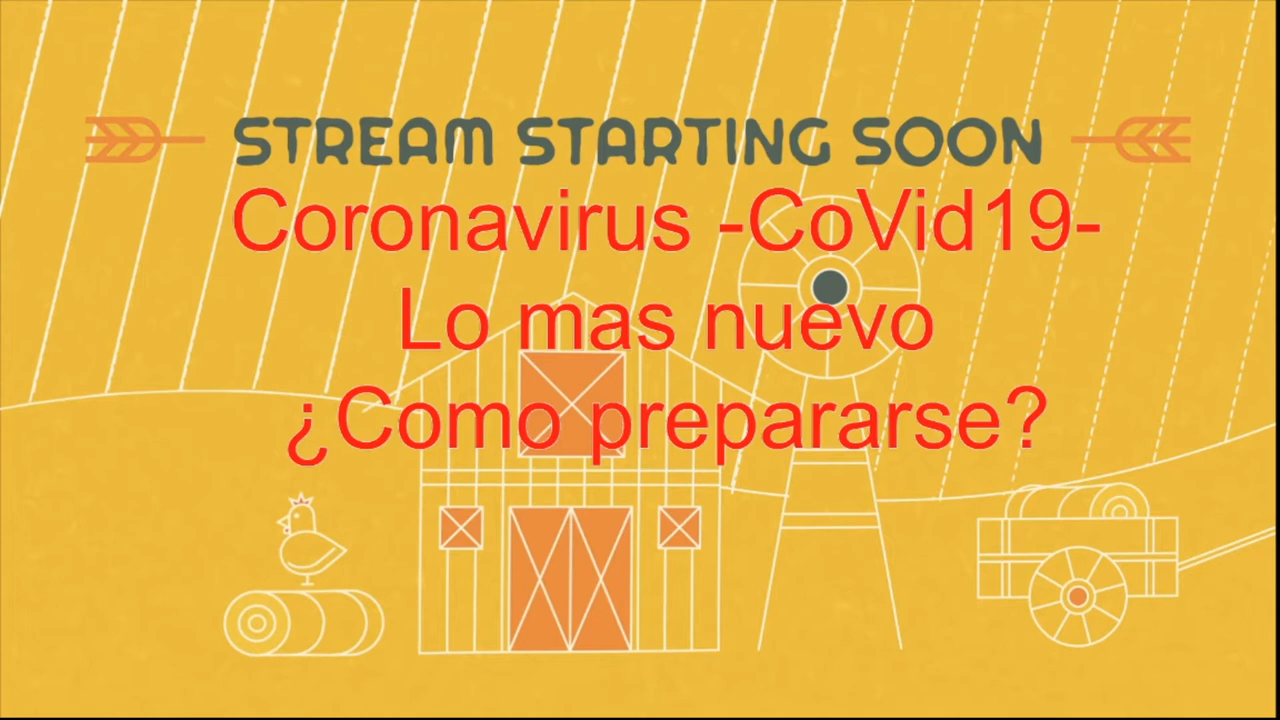 STREAM STARTING SOON
Coronavirus -CoVid19-
Lo mas nuevo
¿Como prepararse?